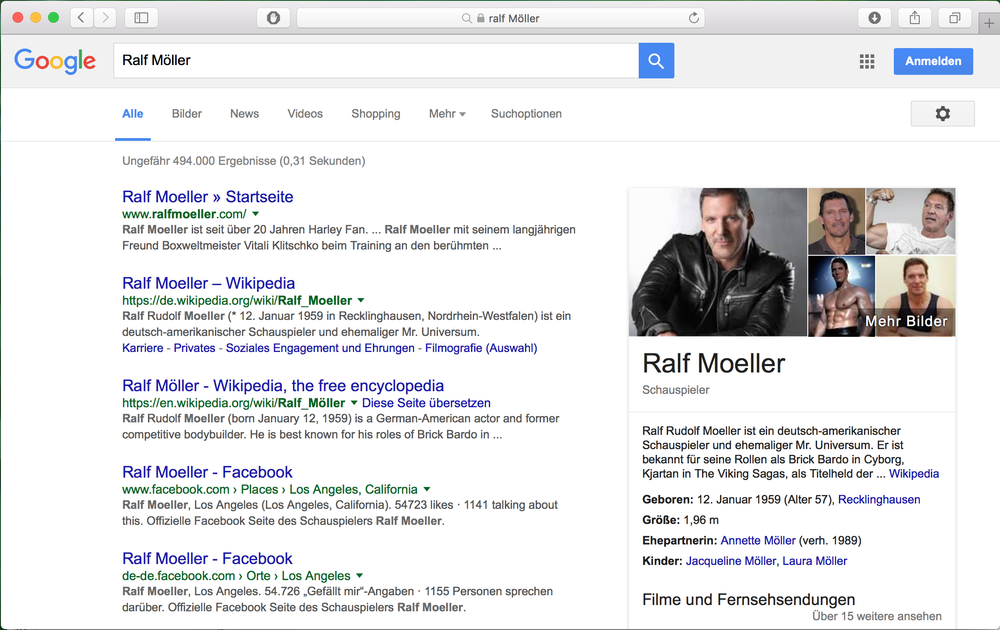 ralf Möller
Google
Ralf Möller
Anmelden
Alle Bilder News Videos Shopping Mehr Suchoptionen
Ungefähr 494.000 Ergebnisse (0,31 Sekunden)
Ralf Moeller » Startseite
www.ralfmoeller.com/
Ralf Moeller ist seit über 20 Jahren Harley Fan. ... Ralf Moeller mit seinem langjährigen
Freund Boxweltmeister Vitali Klitschko beim Training an den berühmten ...
Ralf Moeller – Wikipedia
https://de.wikipedia.org/wiki/Ralf_Moeller
Ralf Rudolf Moeller (* 12. Januar 1959 in Recklinghausen, Nordrhein-Westfalen) ist ein
deutsch-amerikanischer Schauspieler und ehemaliger Mr. Universum.
Karriere - Privates - Soziales Engagement und Ehrungen - Filmografie (Auswahl)
Ralf Möller - Wikipedia, the free encyclopedia
https://en.wikipedia.org/wiki/Ralf_Möller Diese Seite übersetzen
Ralf Rudolf Moeller (born January 12, 1959) is a German-American actor and former
competitive bodybuilder. He is best known for his roles of Brick Bardo in ...
Ralf Moeller - Facebook
www.facebook.com › Places › Los Angeles, California
Ralf Moeller, Los Angeles (Los Angeles, California). 54723 likes · 1141 talking about
this. Offizielle Facebook Seite des Schauspielers Ralf Moeller.
Ralf Moeller - Facebook
de-de.facebook.com › Orte › Los Angeles
Ralf Moeller, Los Angeles. 54.726 „Gefällt mir“-Angaben · 1155 Personen sprechen
darüber. Offizielle Facebook Seite des Schauspielers Ralf Moeller.
Mehr Bilder
Ralf Moeller
Schauspieler
Ralf Rudolf Moeller ist ein deutsch-amerikanischer
Schauspieler und ehemaliger Mr. Universum. Er ist
bekannt für seine Rollen als Brick Bardo in Cyborg,
Kjartan in The Viking Sagas, als Titelheld der ... Wikipedia
Geboren: 12. Januar 1959 (Alter 57), Recklinghausen
Größe: 1,96 m
Ehepartnerin: Annette Möller (verh. 1989)
Kinder: Jacqueline Möller, Laura Möller
Filme und Fernsehsendungen
Über 15 weitere ansehen